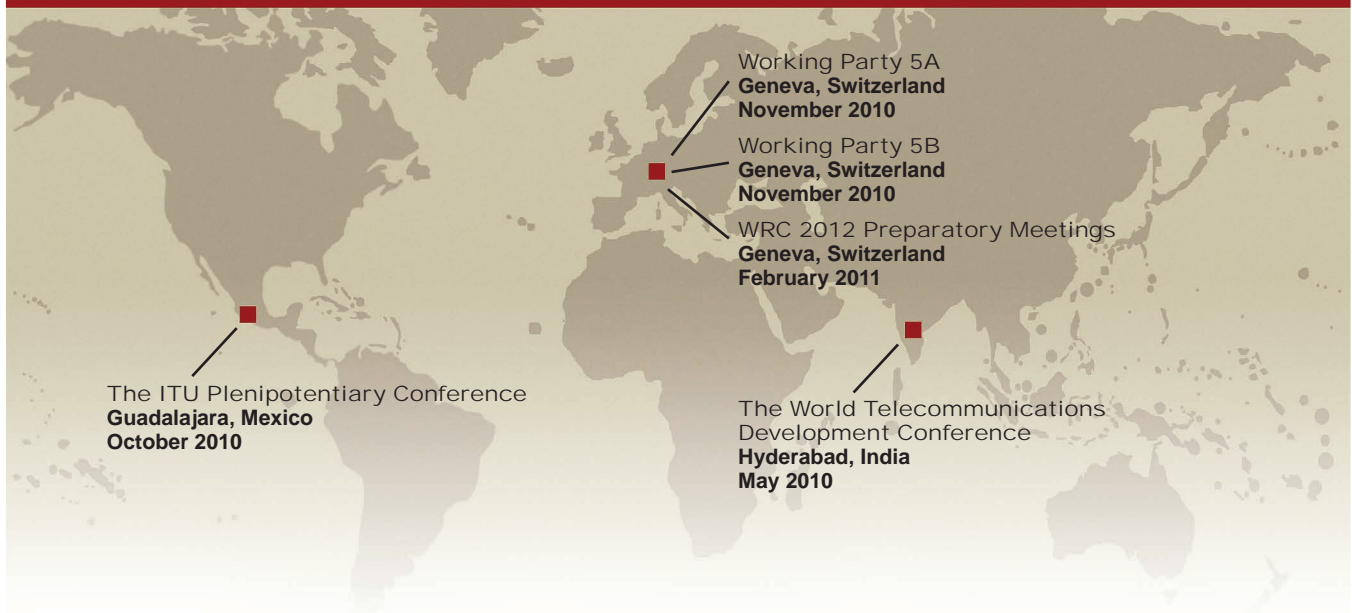 Working Party 5A
Geneva, Switzerland
November 2010
Working Party 5B
Geneva, Switzerland
November 2010
WRC 2012 Preparatory Meetings
Geneva, Switzerland
February 2011
The ITU Plenipotentiary Conference
Guadalajara, Mexico
October 2010
The World Telecommunications
Development Conference
Hyderabad, India
May 2010